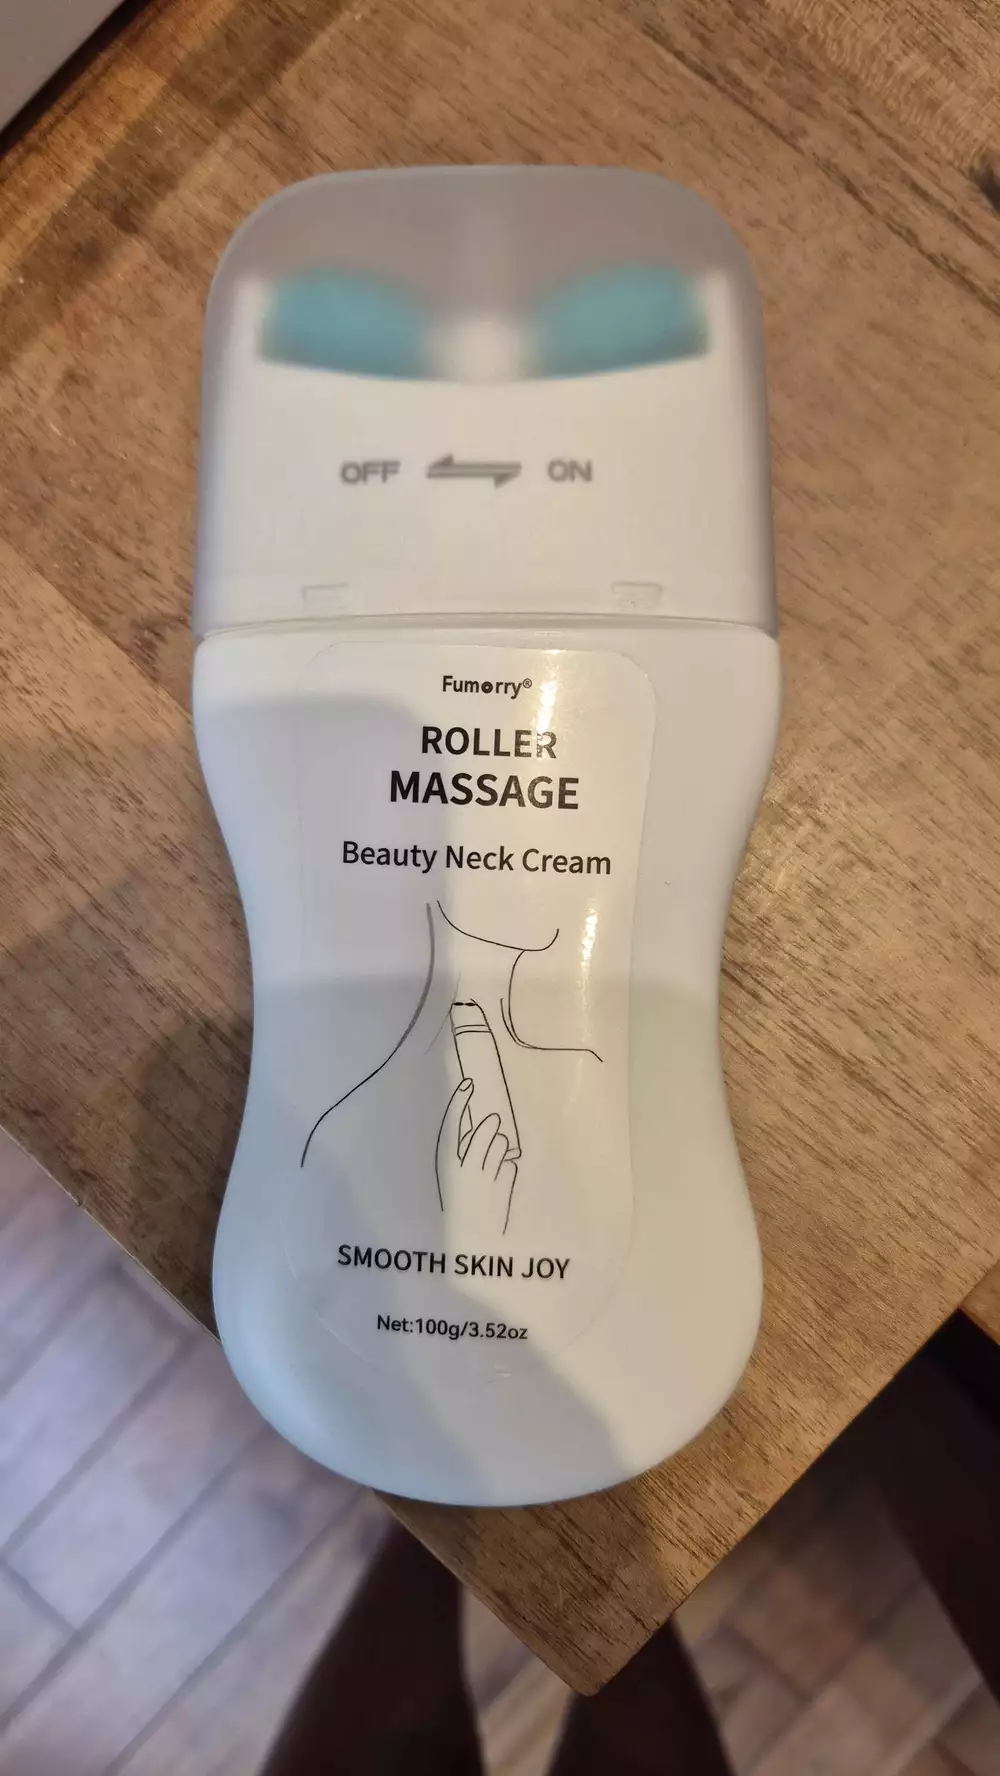 OFF ON
Fumorry®
ROLLER
MASSAGE
Beauty Neck Cream
SMOOTH SKIN JOY
Net:100g/3.52oz